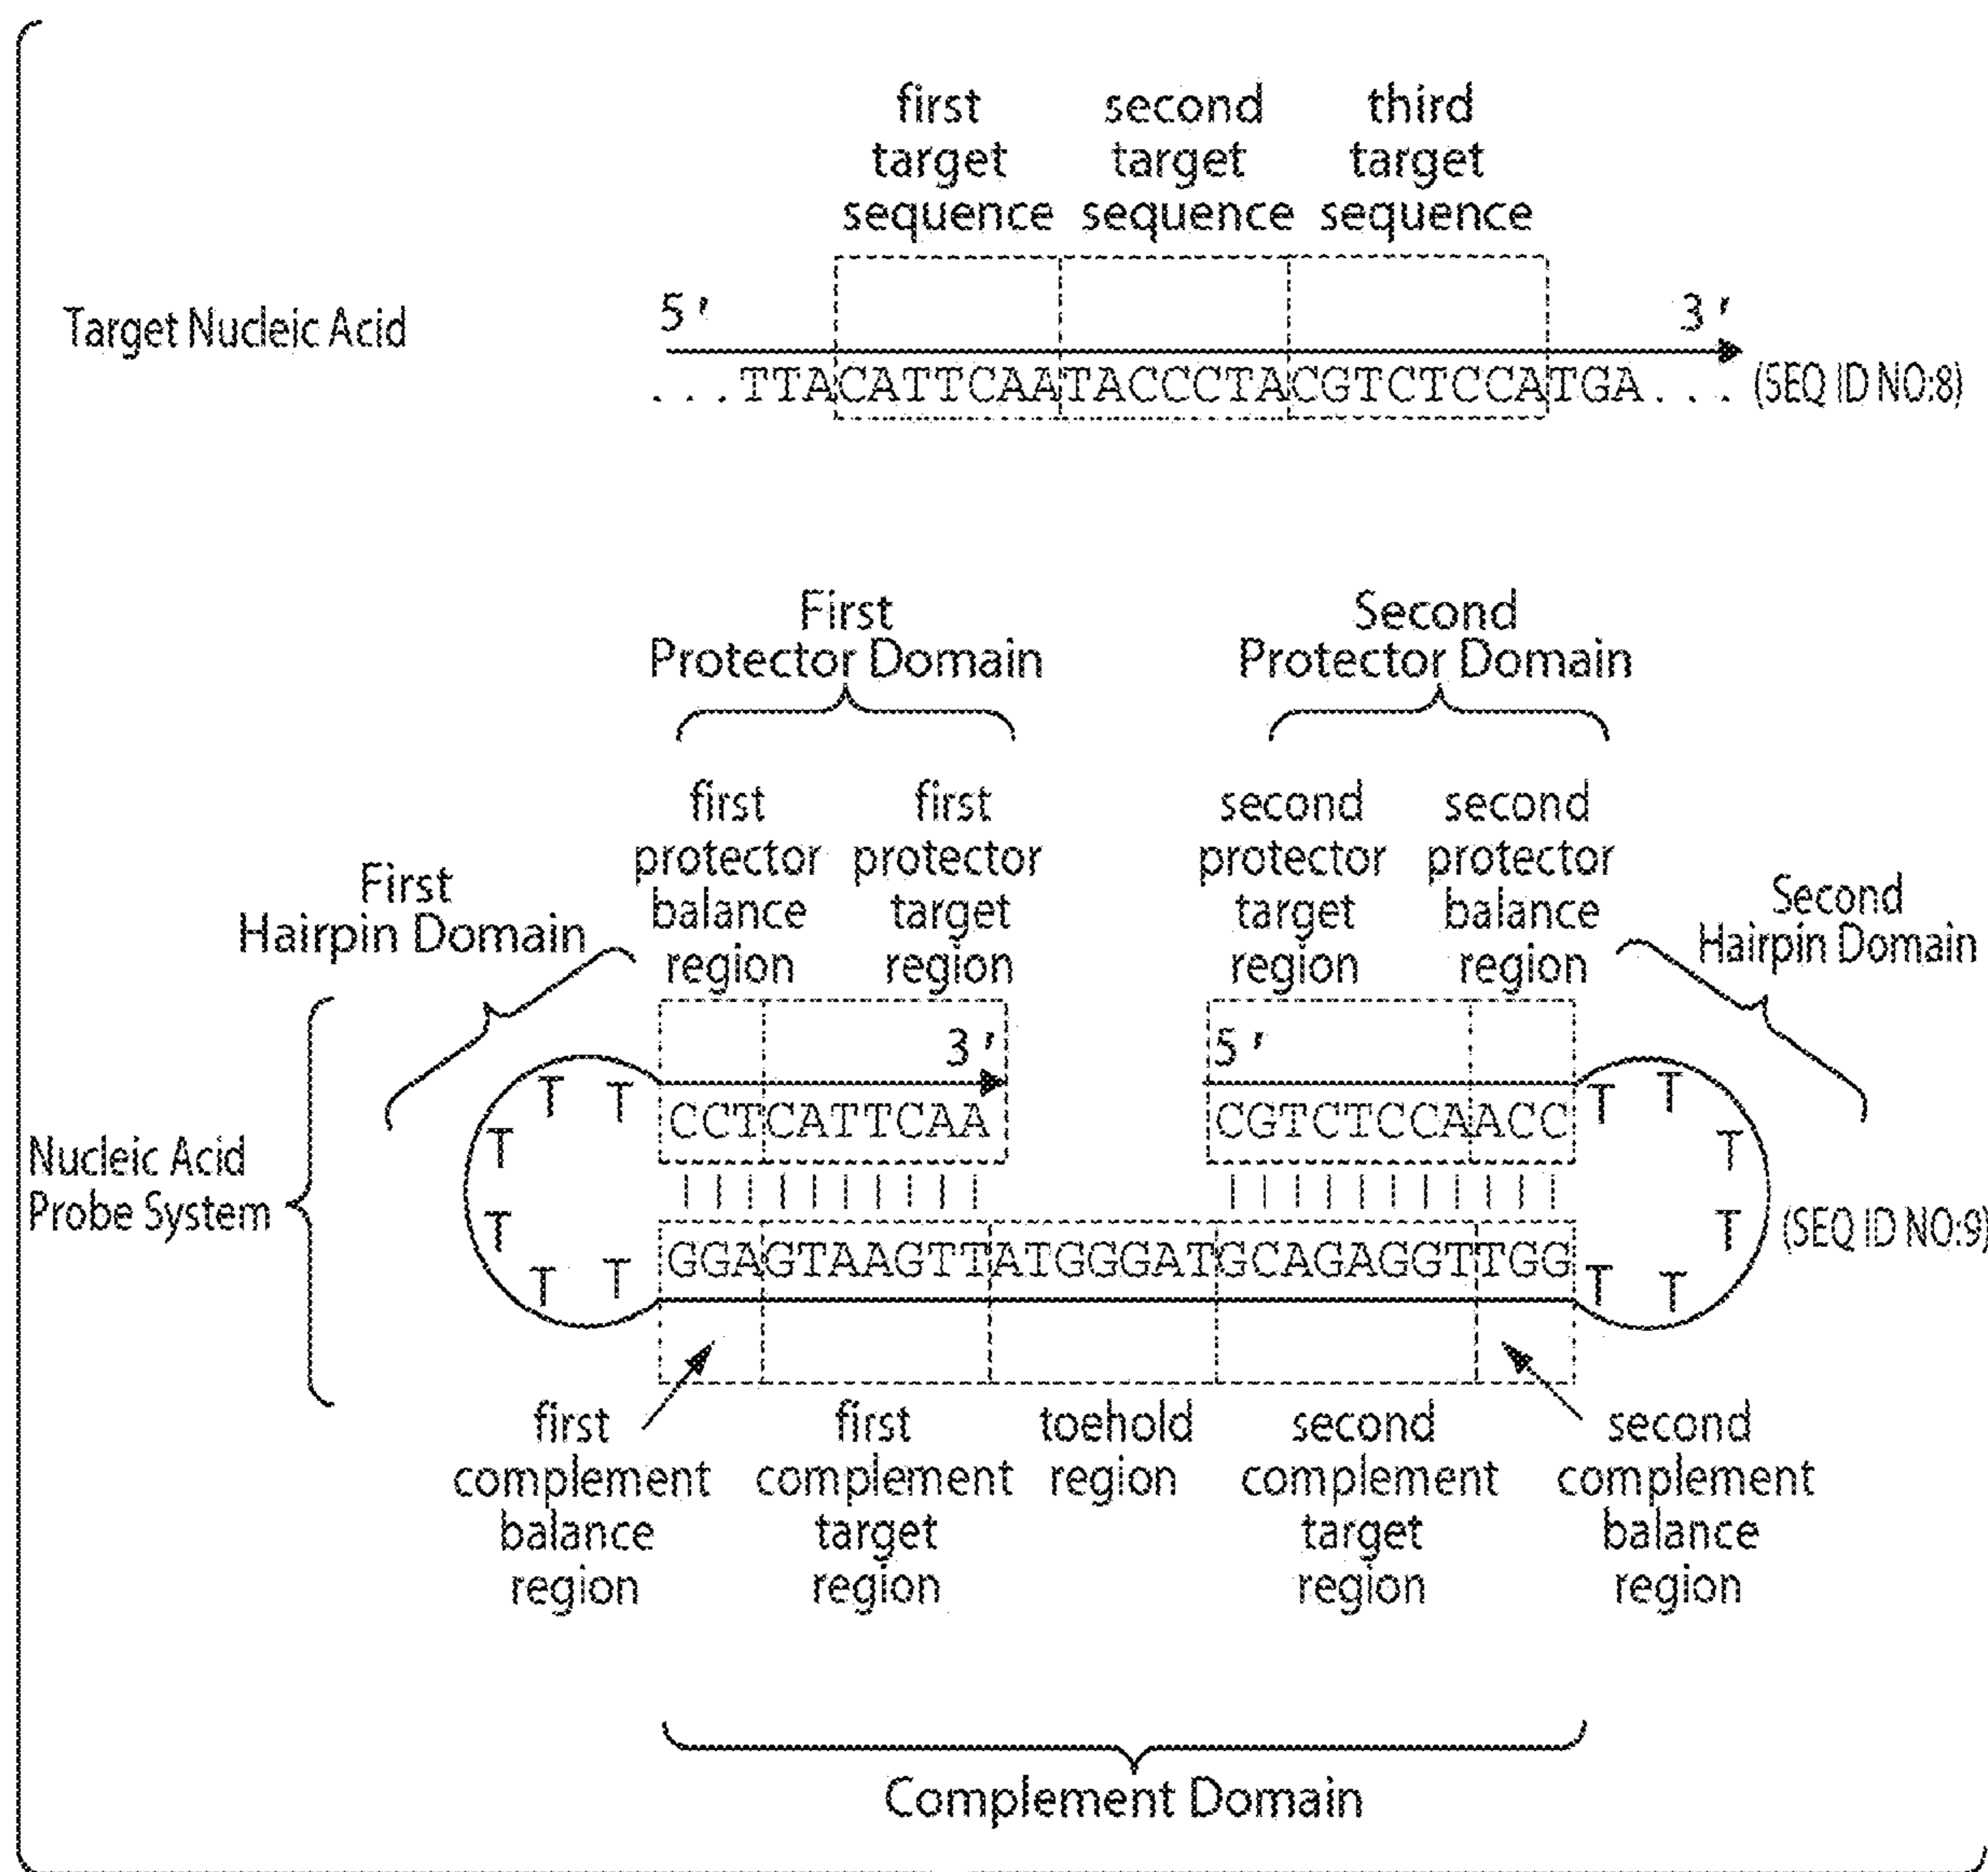 first second third
target target target
sequence sequence sequence
5' 3'
Target Nucleic Acid
...TTACATTCAATACCCTACGTCTCCATGA... (SEQ ID NO:8)
First Second
Protector Domain Protector Domain
first first second second
protector protector protector protector
balance target target balance
region region region region
First
Hairpin Domain
Second
Hairpin Domain
3' 5'
T T T T
CCTCATTCAA CGTCTCCAACC
T T
Nucleic Acid
Probe System
T T (SEQ ID NO:9)
GGAGTAAGTTATGGGATGCAGAGGTTGG
T T T T
first first toehold second second
complement complement region complement complement
balance target target balance
region region region region
Complement Domain